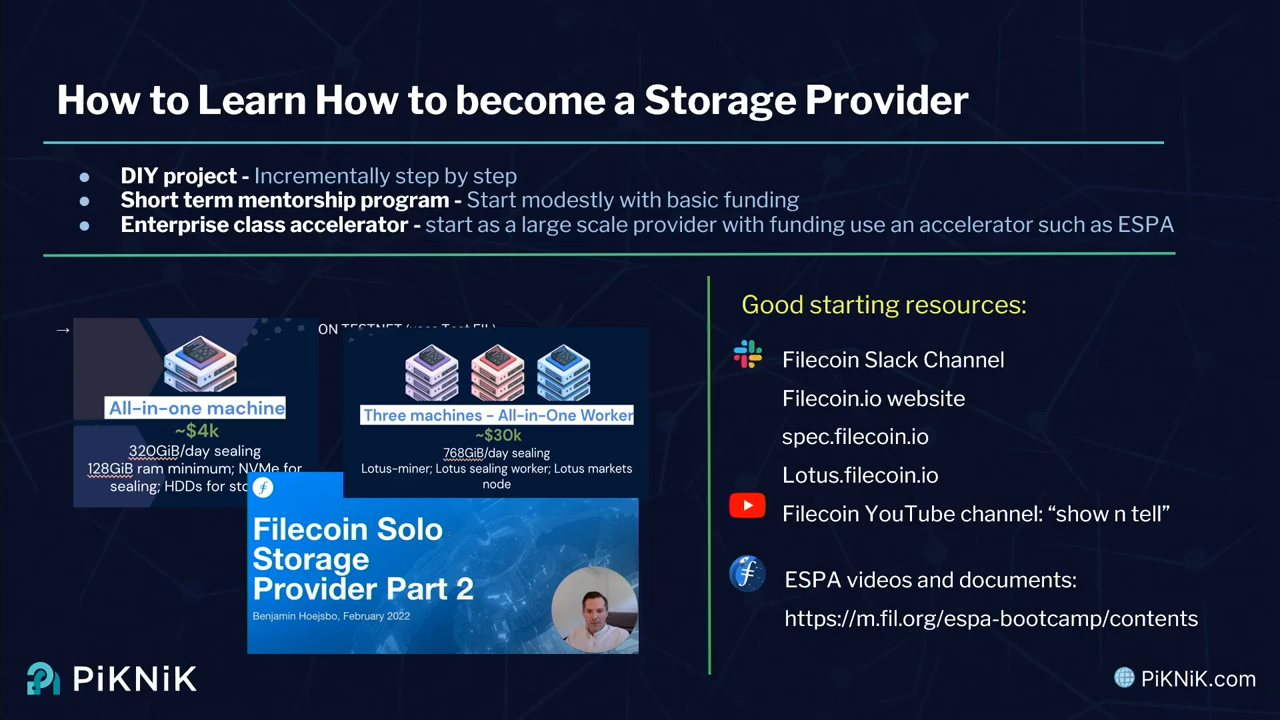 How to Learn How to become a Storage Provider
● DIY project - Incrementally step by step
● Short term mentorship program - Start modestly with basic funding
● Enterprise class accelerator - start as a large scale provider with funding use an accelerator such as ESPA
→ ON TESTNET (uses Test FIL)
All-in-one machine
~$4k
320GiB/day sealing
128GiB ram minimum; NVMe for
sealing; HDDs for sto
Three machines - All-in-One Worker
~$30k
768GiB/day sealing
Lotus-miner; Lotus sealing worker; Lotus markets
node
Filecoin Solo
Storage
Provider Part 2
Benjamin Hoejsbo, February 2022
Good starting resources:
Filecoin Slack Channel
Filecoin.io website
spec.filecoin.io
Lotus.filecoin.io
Filecoin YouTube channel: “show n tell”
ESPA videos and documents:
https://m.fil.org/espa-bootcamp/contents
PiKNiK
PiKNiK.com